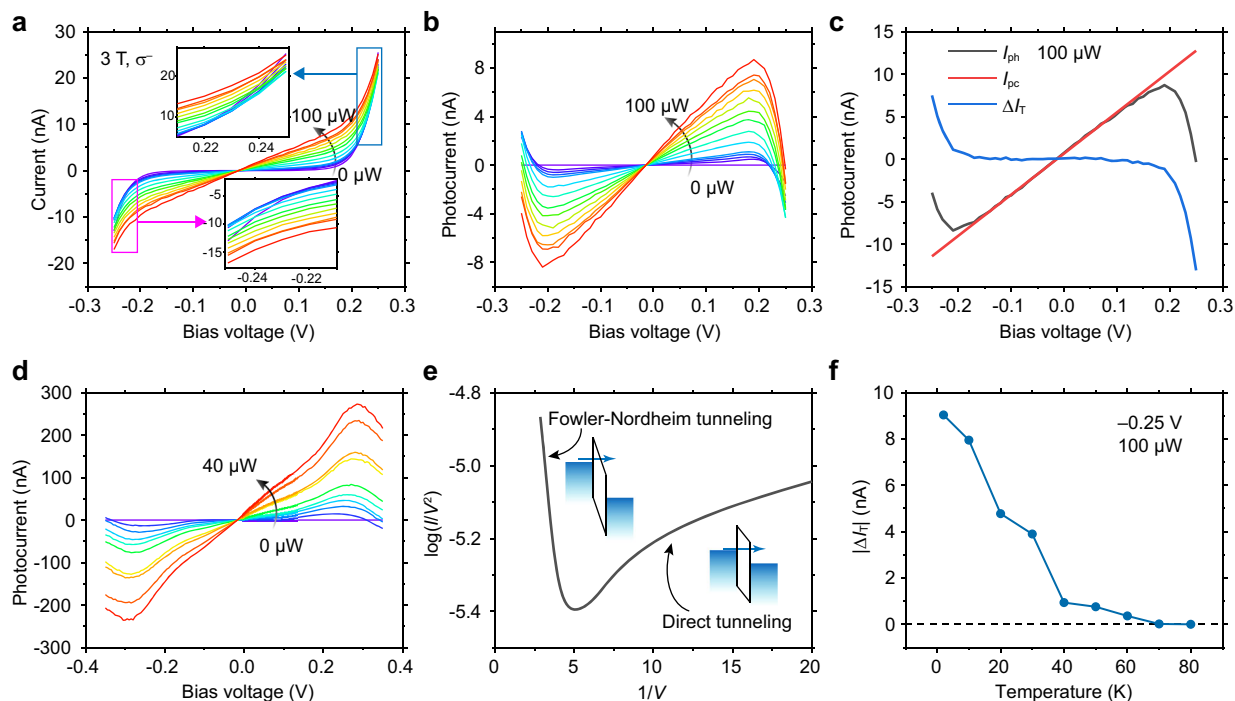 a
3 T, σ⁻
Current (nA)
30
20
10
0
-10
-20
-0.3
-0.2
-0.1
0.0
0.1
0.2
0.3
Bias voltage (V)
20
10
0.22
0.24
100 μW
0 μW
-5
-10
-15
-0.24
-0.22
b
Photocurrent (nA)
8
4
0
-4
-8
-0.3
-0.2
-0.1
0.0
0.1
0.2
0.3
Bias voltage (V)
100 μW
0 μW
c
Photocurrent (nA)
15
10
5
0
-5
-10
-15
-0.3
-0.2
-0.1
0.0
0.1
0.2
0.3
Bias voltage (V)
Iph
100 μW
Ipc
ΔIT
d
Photocurrent (nA)
300
200
100
0
-100
-200
-300
-0.4
-0.2
0.0
0.2
0.4
Bias voltage (V)
40 μW
0 μW
e
log(I/V²)
-4.8
-5.0
-5.2
-5.4
-5.6
5
10
15
20
1/V
Fowler-Nordheim tunneling
Direct tunneling
f
|ΔIT| (nA)
10
8
6
4
2
0
0
20
40
60
80
Temperature (K)
–0.25 V
100 μW